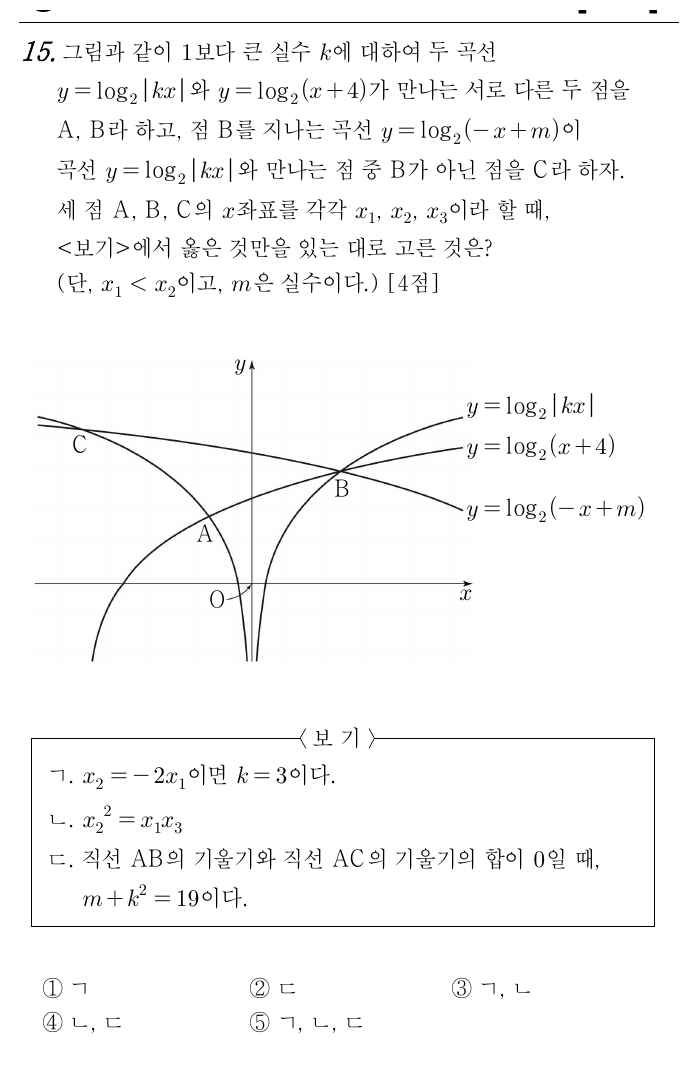 15. 그림과 같이 1보다 큰 실수 k에 대하여 두 곡선
y=log₂|kx|와 y=log₂(x+4)가 만나는 서로 다른 두 점을
A, B라 하고, 점 B를 지나는 곡선 y=log₂(−x+m)이
곡선 y=log₂|kx|와 만나는 점 중 B가 아닌 점을 C라 하자.
세 점 A, B, C의 x좌표를 각각 x₁, x₂, x₃이라 할 때,
<보기>에서 옳은 것만을 있는 대로 고른 것은?
(단, x₁ < x₂이고, m은 실수이다.) [4점]
y
y=log₂|kx|
C
y=log₂(x+4)
B
y=log₂(−x+m)
A
O
x
〈보 기〉
ㄱ. x₂=−2x₁이면 k=3이다.
ㄴ. x₂²=x₁x₃
ㄷ. 직선 AB의 기울기와 직선 AC의 기울기의 합이 0일 때,
m+k²=19이다.
① ㄱ ② ㄷ ③ ㄱ, ㄴ
④ ㄴ, ㄷ ⑤ ㄱ, ㄴ, ㄷ